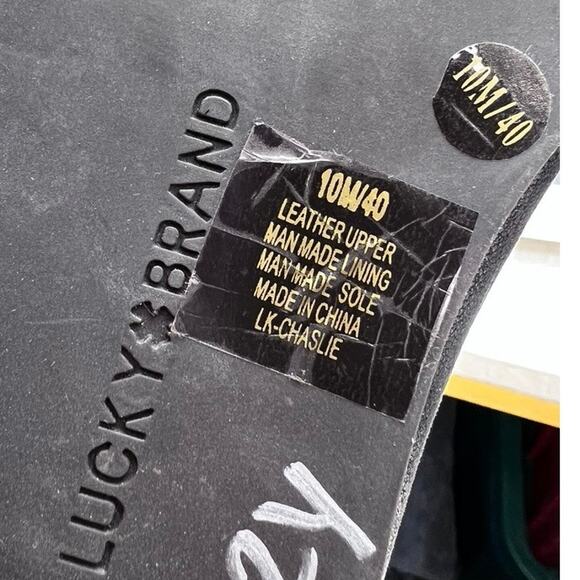 10M/40
10M/40
LEATHER UPPER
MAN MADE LINING
MAN MADE SOLE
MADE IN CHINA
LK-CHASLIE
LUCKY BRAND